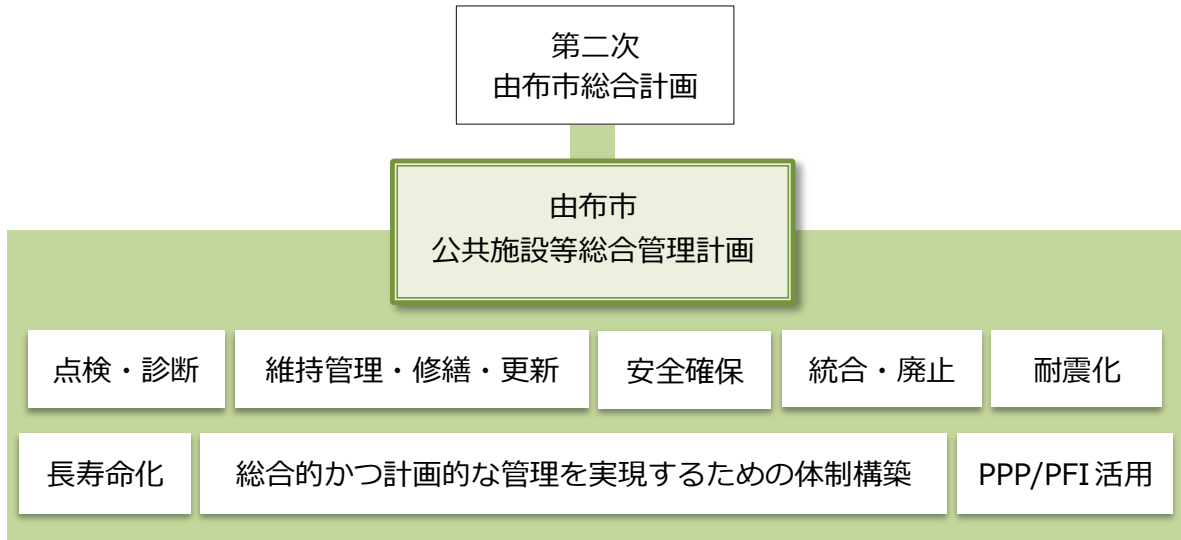 第二次
由布市総合計画
由布市
公共施設等総合管理計画
点検・診断
維持管理・修繕・更新
安全確保
統合・廃止
耐震化
長寿命化
総合的かつ計画的な管理を実現するための体制構築
PPP/PFI活用